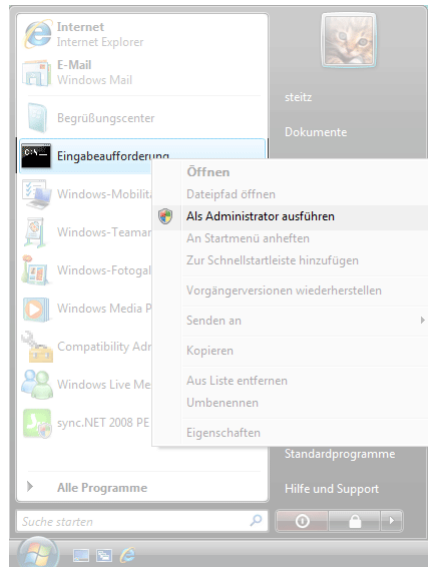 Internet
Internet Explorer
E-Mail
Windows Mail
Begrüßungscenter
Eingabeaufforderung
Windows-Mobilitä
Windows-Teamar
Windows-Fotogal
Windows Media P
Compatibility Adr
Windows Live Me
sync.NET 2008 PE
Alle Programme
Suche starten
steitz
Dokumente
Öffnen
Dateipfad öffnen
Als Administrator ausführen
An Startmenü anheften
Zur Schnellstartleiste hinzufügen
Vorgängerversionen wiederherstellen
Senden an
Kopieren
Aus Liste entfernen
Umbenennen
Eigenschaften
Standardprogramme
Hilfe und Support